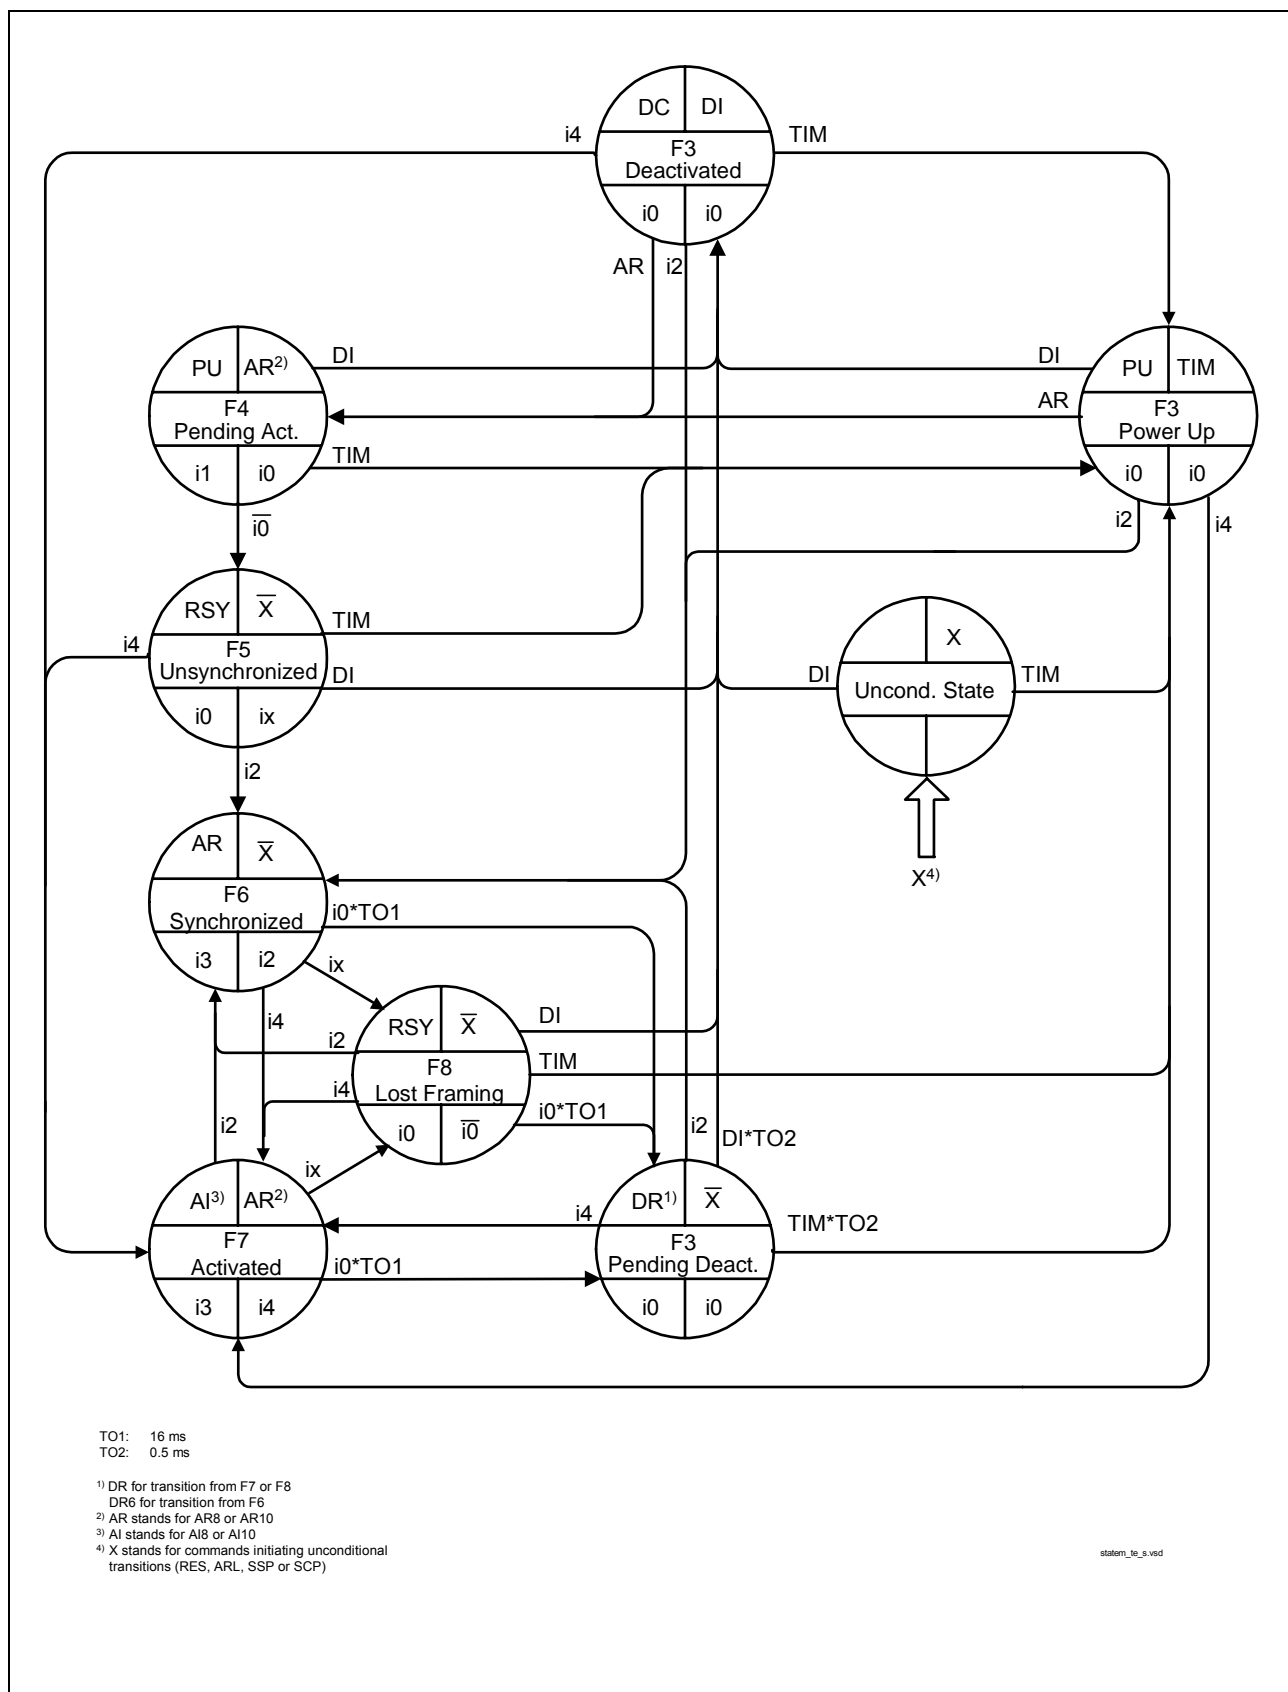 DC DI
i4 TIM
F3
Deactivated
i0 i0
AR i2
PU AR²⁾ DI DI PU TIM
F4 AR F3
Pending Act. Power Up
i1 i0 TIM i0 i0
i̅0̅ i2 i4
RSY X̅ TIM X
i4 F5
Unsynchronized DI DI Uncond. State TIM
i0 ix
i2
AR X̅ X⁴⁾
F6
Synchronized i0*TO1
i3 i2 ix
i4 RSY X̅ DI
i2 F8 TIM
i4 Lost Framing
i2 i0 i̅0̅ i0*TO1 i2 DI*TO2
ix
AI³⁾ AR²⁾ i4 DR¹⁾ X̅ TIM*TO2
F7 F3
Activated i0*TO1 Pending Deact.
i3 i4 i0 i0
TO1: 16 ms
TO2: 0.5 ms
¹⁾ DR for transition from F7 or F8
DR6 for transition from F6
²⁾ AR stands for AR8 or AR10
³⁾ AI stands for AI8 or AI10
⁴⁾ X stands for commands initiating unconditional
transitions (RES, ARL, SSP or SCP)
statem_te_s.vsd